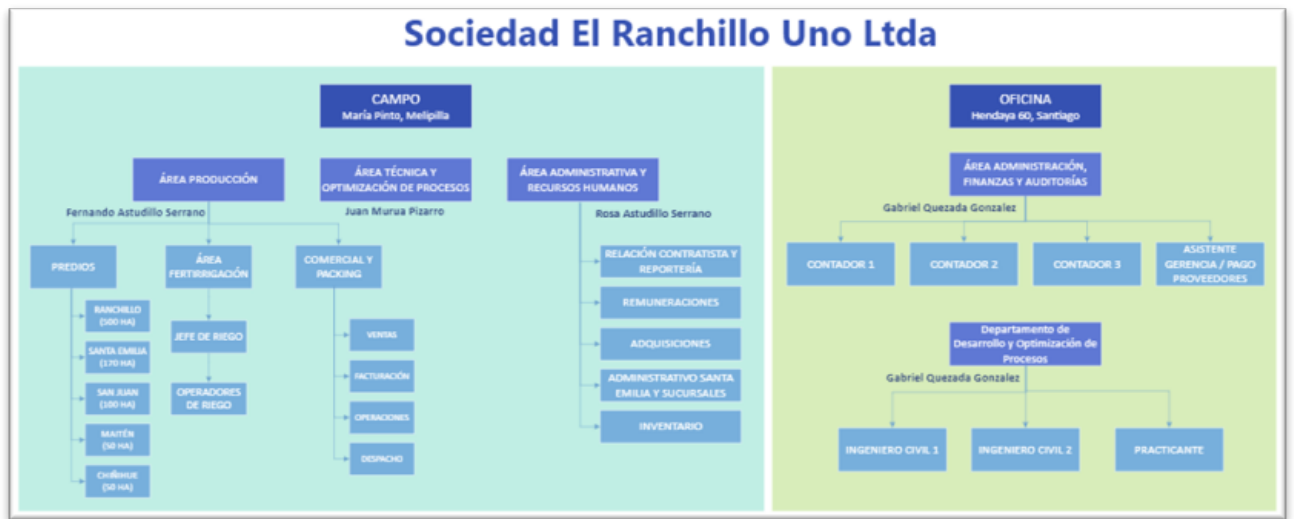 Sociedad El Ranchillo Uno Ltda
CAMPO
María Pinto, Melipilla
ÁREA PRODUCCIÓN
Fernando Astudillo Serrano
PREDIOS
RANCHILLO
(500 HA)
SANTA EMILIA
(170 HA)
SAN JUAN
(100 HA)
MAITÉN
(50 HA)
CHIÑIHUE
(50 HA)
ÁREA
FERTIRRIGACIÓN
JEFE DE RIEGO
OPERADORES
DE RIEGO
COMERCIAL Y
PACKING
VENTAS
FACTURACIÓN
OPERACIONES
DESPACHO
ÁREA TÉCNICA Y
OPTIMIZACIÓN DE PROCESOS
Juan Murua Pizarro
ÁREA ADMINISTRATIVA Y
RECURSOS HUMANOS
Rosa Astudillo Serrano
RELACIÓN CONTRATISTA Y
REPORTERÍA
REMUNERACIONES
ADQUISICIONES
ADMINISTRATIVO SANTA
EMILIA Y SUCURSALES
INVENTARIO
OFICINA
Hendaya 60, Santiago
ÁREA ADMINISTRACIÓN,
FINANZAS Y AUDITORÍAS
Gabriel Quezada Gonzalez
CONTADOR 1
CONTADOR 2
CONTADOR 3
ASISTENTE
GERENCIA / PAGO
PROVEEDORES
Departamento de
Desarrollo y Optimización de
Procesos
Gabriel Quezada Gonzalez
INGENIERO CIVIL 1
INGENIERO CIVIL 2
PRACTICANTE